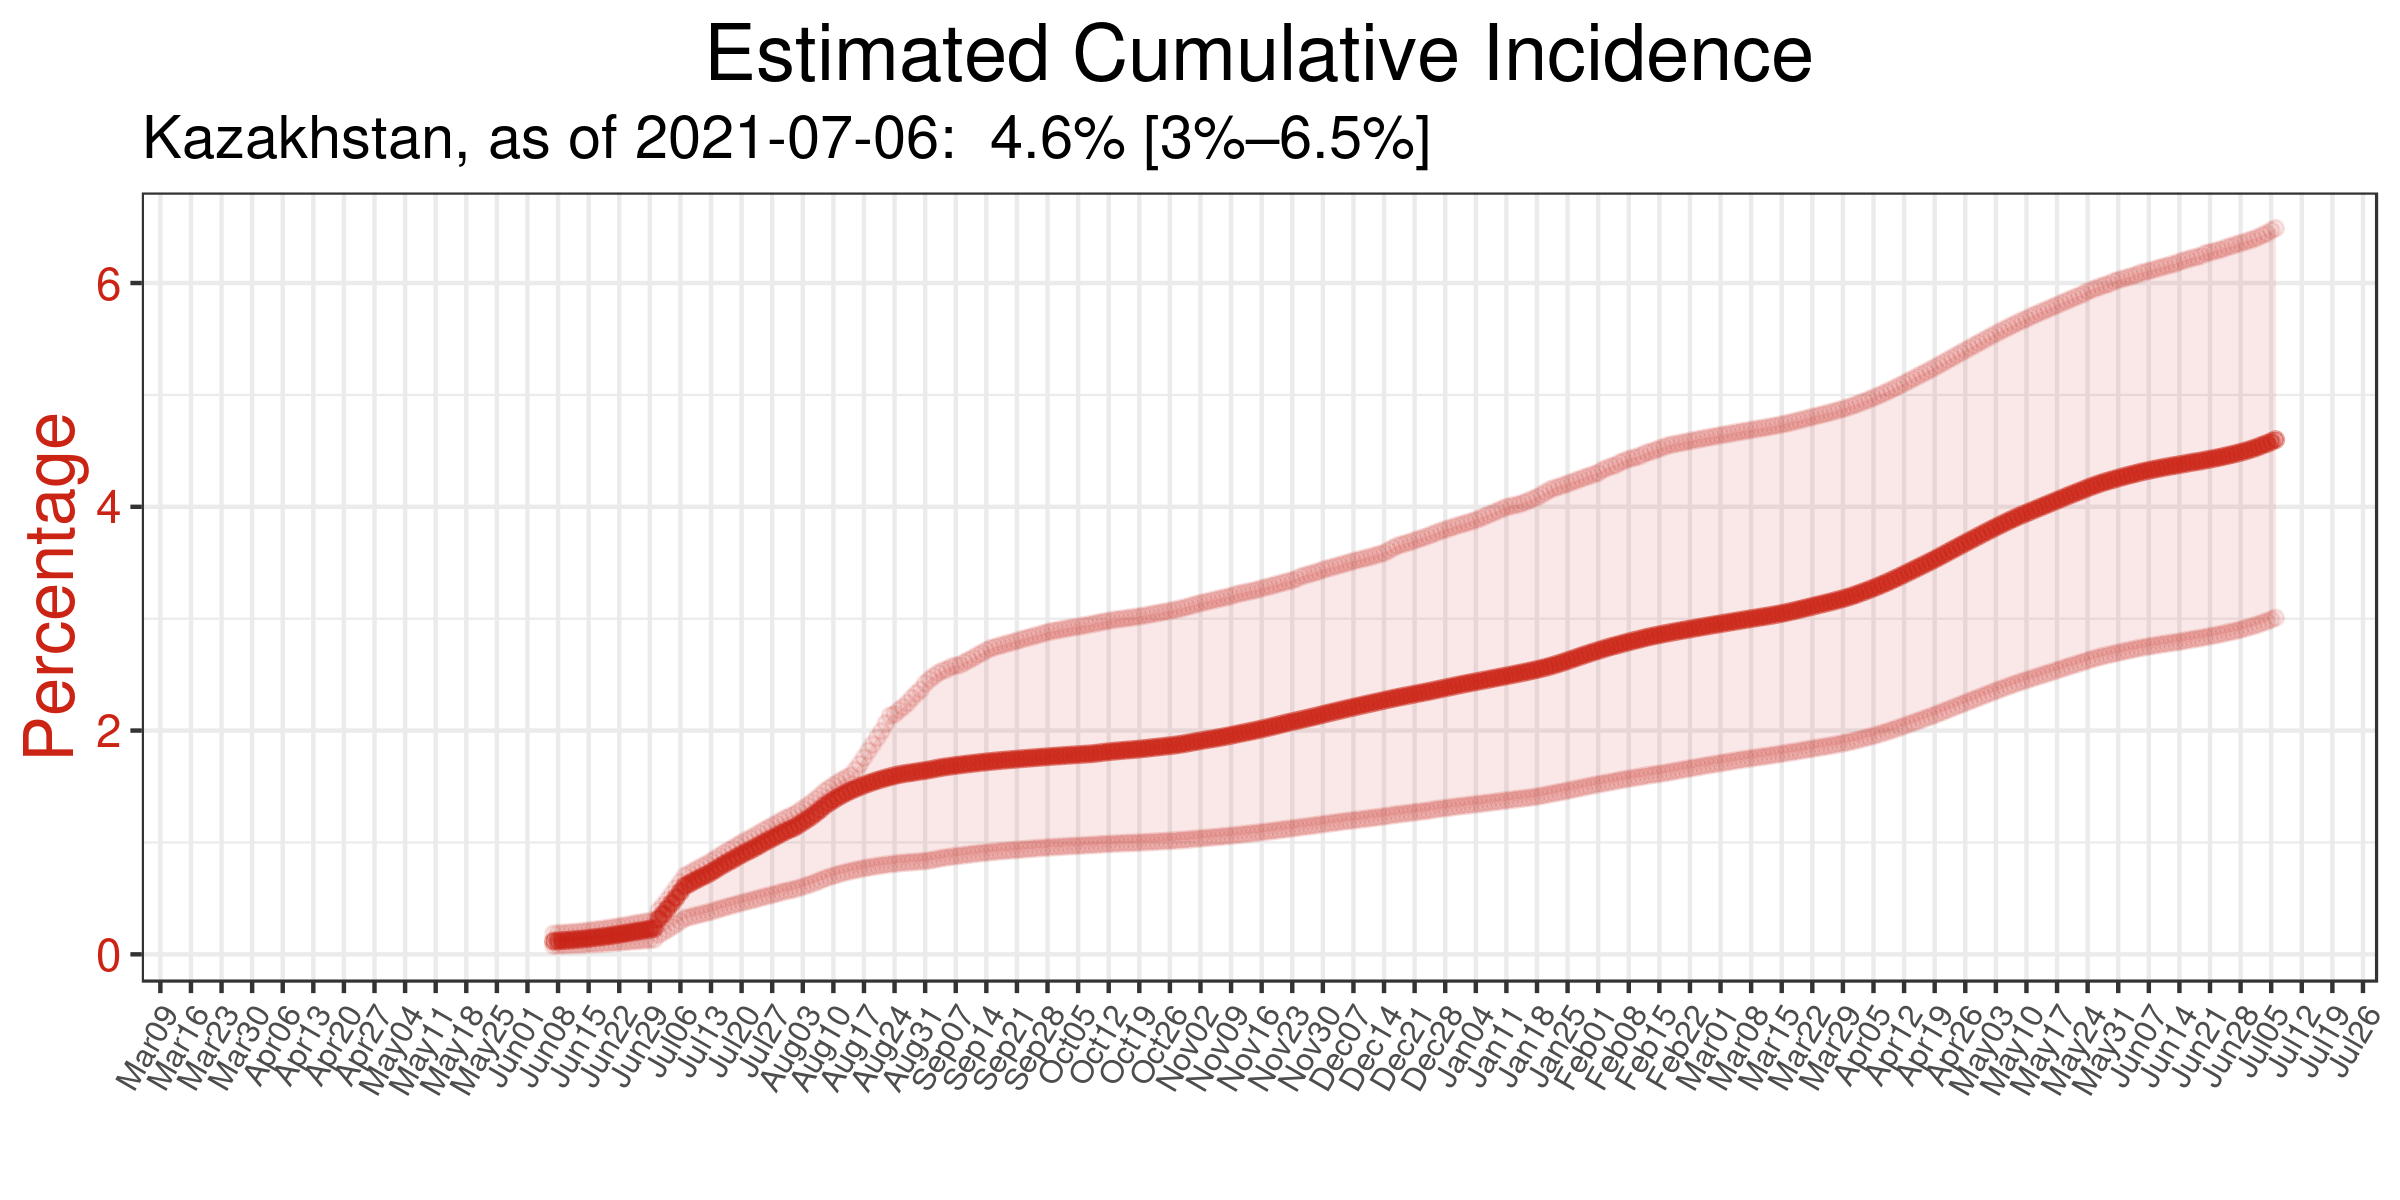 Estimated Cumulative Incidence
Kazakhstan, as of 2021-07-06:  4.6% [3%–6.5%]
Percentage
6
4
2
0
Mar09
Mar16
Mar23
Mar30
Apr06
Apr13
Apr20
Apr27
May04
May11
May18
May25
Jun01
Jun08
Jun15
Jun22
Jun29
Jul06
Jul13
Jul20
Jul27
Aug03
Aug10
Aug17
Aug24
Aug31
Sep07
Sep14
Sep21
Sep28
Oct05
Oct12
Oct19
Oct26
Nov02
Nov09
Nov16
Nov23
Nov30
Dec07
Dec14
Dec21
Dec28
Jan04
Jan11
Jan18
Jan25
Feb01
Feb08
Feb15
Feb22
Mar01
Mar08
Mar15
Mar22
Mar29
Apr05
Apr12
Apr19
Apr26
May03
May10
May17
May24
May31
Jun07
Jun14
Jun21
Jun28
Jul05
Jul12
Jul19
Jul26